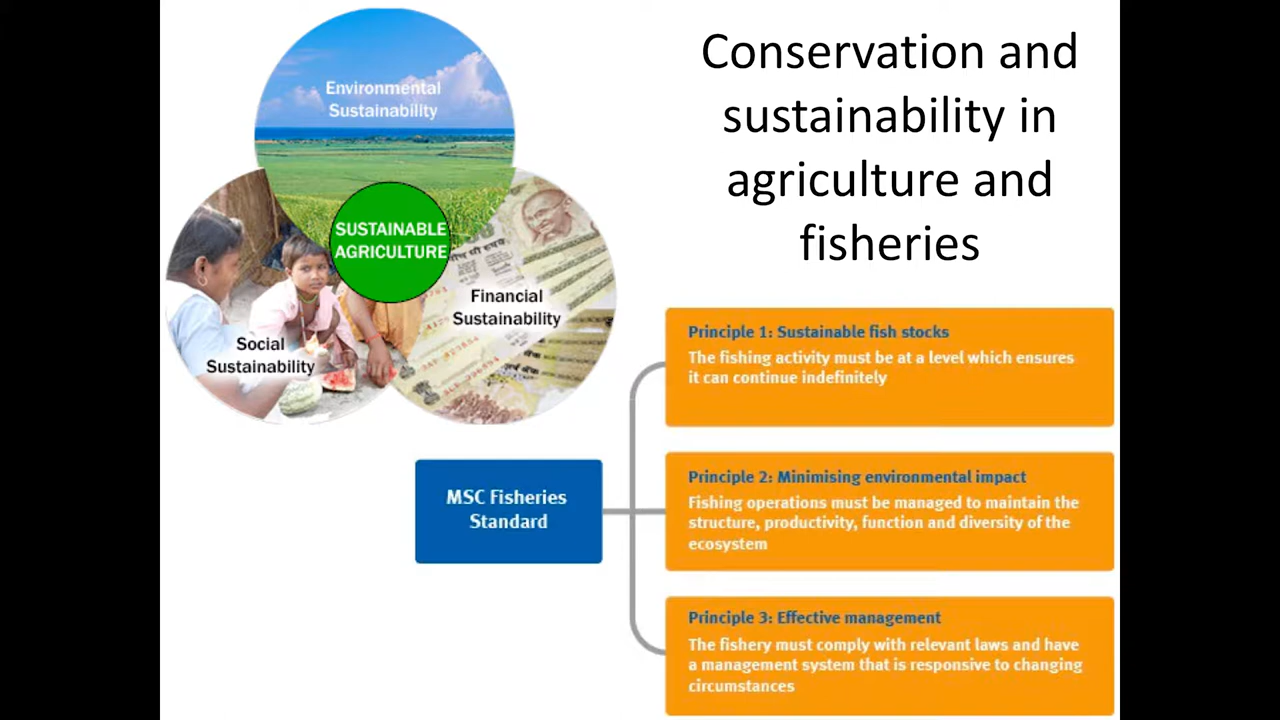 Conservation and
sustainability in
agriculture and
fisheries
Environmental
Sustainability
SUSTAINABLE
AGRICULTURE
Financial
Sustainability
Social
Sustainability
MSC Fisheries
Standard
Principle 1: Sustainable fish stocks
The fishing activity must be at a level which ensures
it can continue indefinitely
Principle 2: Minimising environmental impact
Fishing operations must be managed to maintain the
structure, productivity, function and diversity of the
ecosystem
Principle 3: Effective management
The fishery must comply with relevant laws and have
a management system that is responsive to changing
circumstances